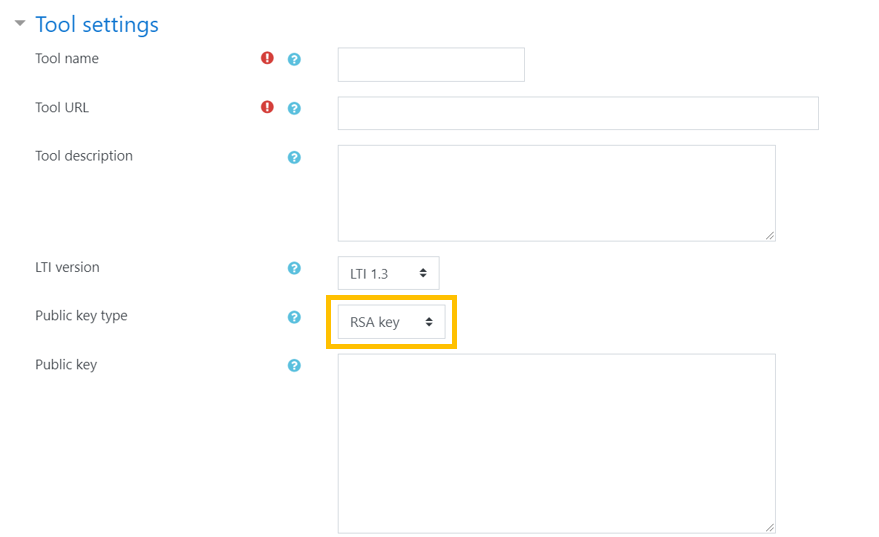 Tool settings
Tool name
Tool URL
Tool description
LTI version
LTI 1.3
Public key type
RSA key
Public key